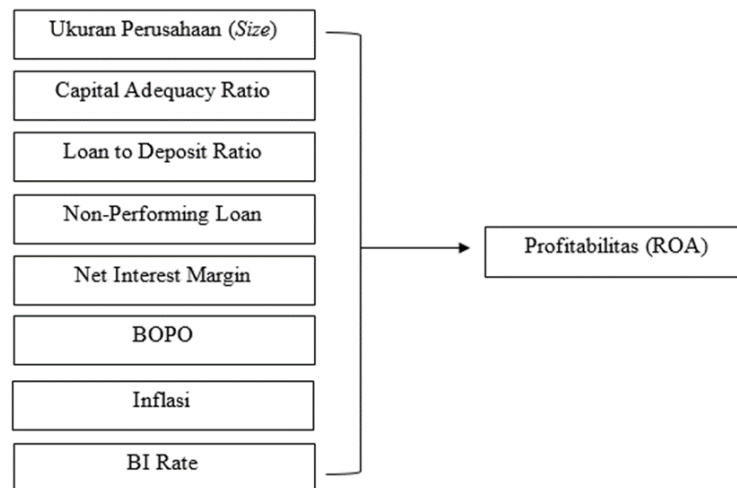 Ukuran Perusahaan (Size)
Capital Adequacy Ratio
Loan to Deposit Ratio
Non-Performing Loan
Net Interest Margin
BOPO
Inflasi
BI Rate
Profitabilitas (ROA)